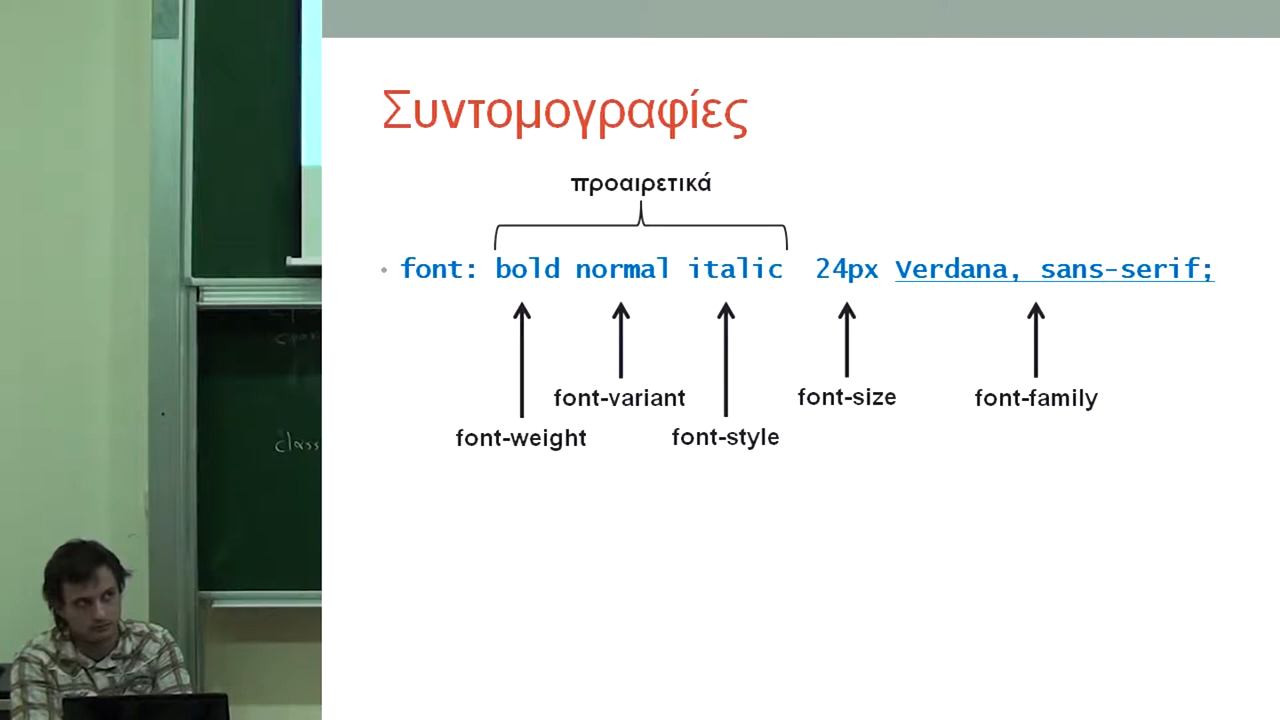 Συντομογραφίες
προαιρετικά
• font: bold normal italic 24px Verdana, sans-serif;
font-variant font-size font-family
font-weight font-style
class